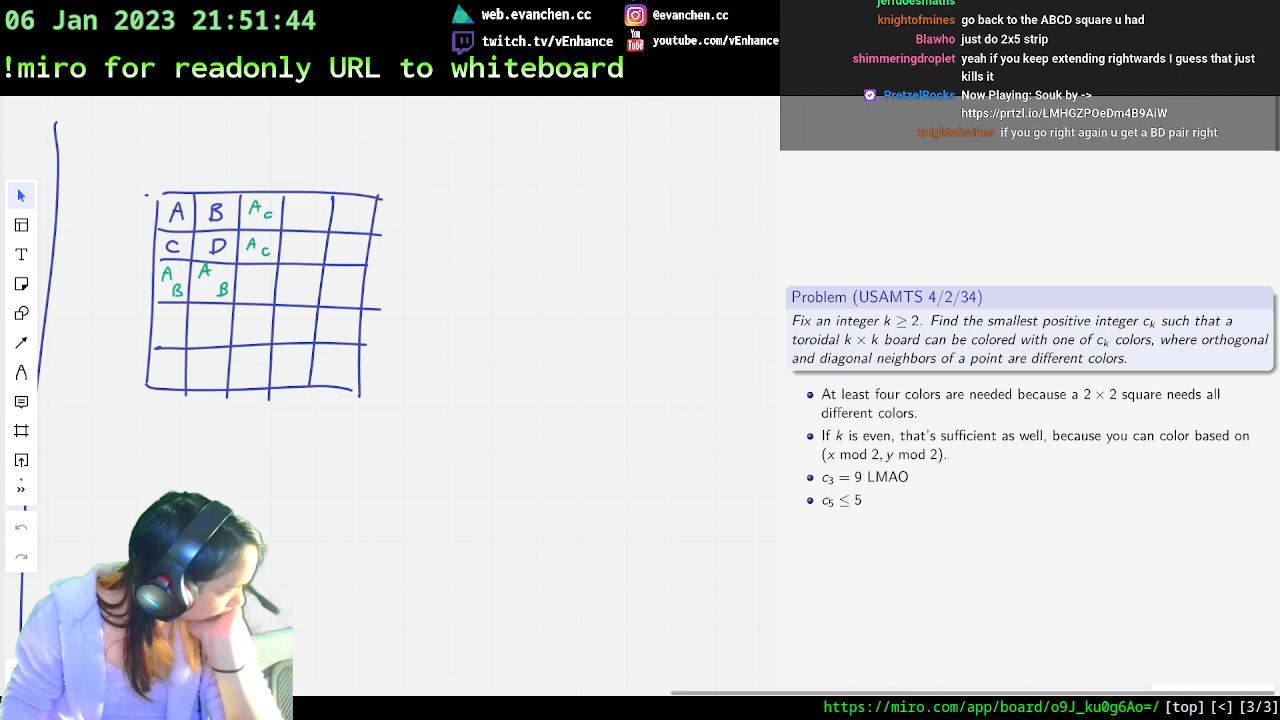 06 Jan 2023 21:51:44
web.evanchen.cc
@evanchen.cc
twitch.tv/vEnhance
youtube.com/vEnhance
!miro for readonly URL to whiteboard
knightofmines go back to the ABCD square u had
Blawho just do 2x5 strip
shimmeringdroplet yeah if you keep extending rightwards I guess that just
kills it
PretzelRocks Now Playing: Souk by ->
https://prtzl.io/LMHGZPOeDm4B9AiW
knightofmines if you go right again u get a BD pair right
A B A C
C D A C
A B A B
Problem (USAMTS 4/2/34)
Fix an integer k ≥ 2. Find the smallest positive integer c_k such that a
toroidal k × k board can be colored with one of c_k colors, where orthogonal
and diagonal neighbors of a point are different colors.
At least four colors are needed because a 2 × 2 square needs all
different colors.
If k is even, that's sufficient as well, because you can color based on
(x mod 2, y mod 2).
c_3 = 9 LMAO
c_5 ≤ 5
https://miro.com/app/board/o9J_ku0g6Ao=/ [top] [<] [3/3]